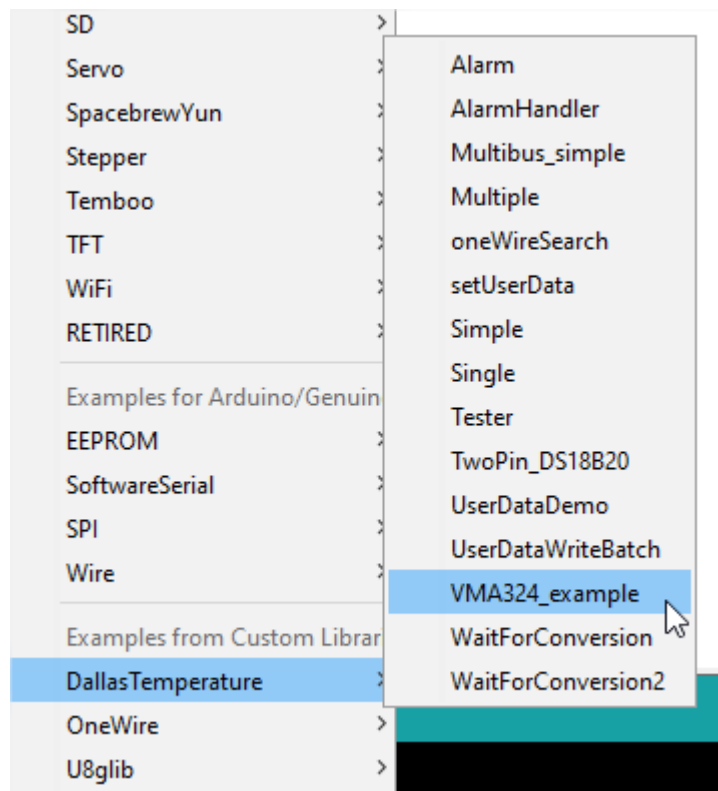 SD
Servo
SpacebrewYun
Stepper
Temboo
TFT
WiFi
RETIRED
Examples for Arduino/Genuin
EEPROM
SoftwareSerial
SPI
Wire
Examples from Custom Librar
DallasTemperature
OneWire
U8glib
Alarm
AlarmHandler
Multibus_simple
Multiple
oneWireSearch
setUserData
Simple
Single
Tester
TwoPin_DS18B20
UserDataDemo
UserDataWriteBatch
VMA324_example
WaitForConversion
WaitForConversion2